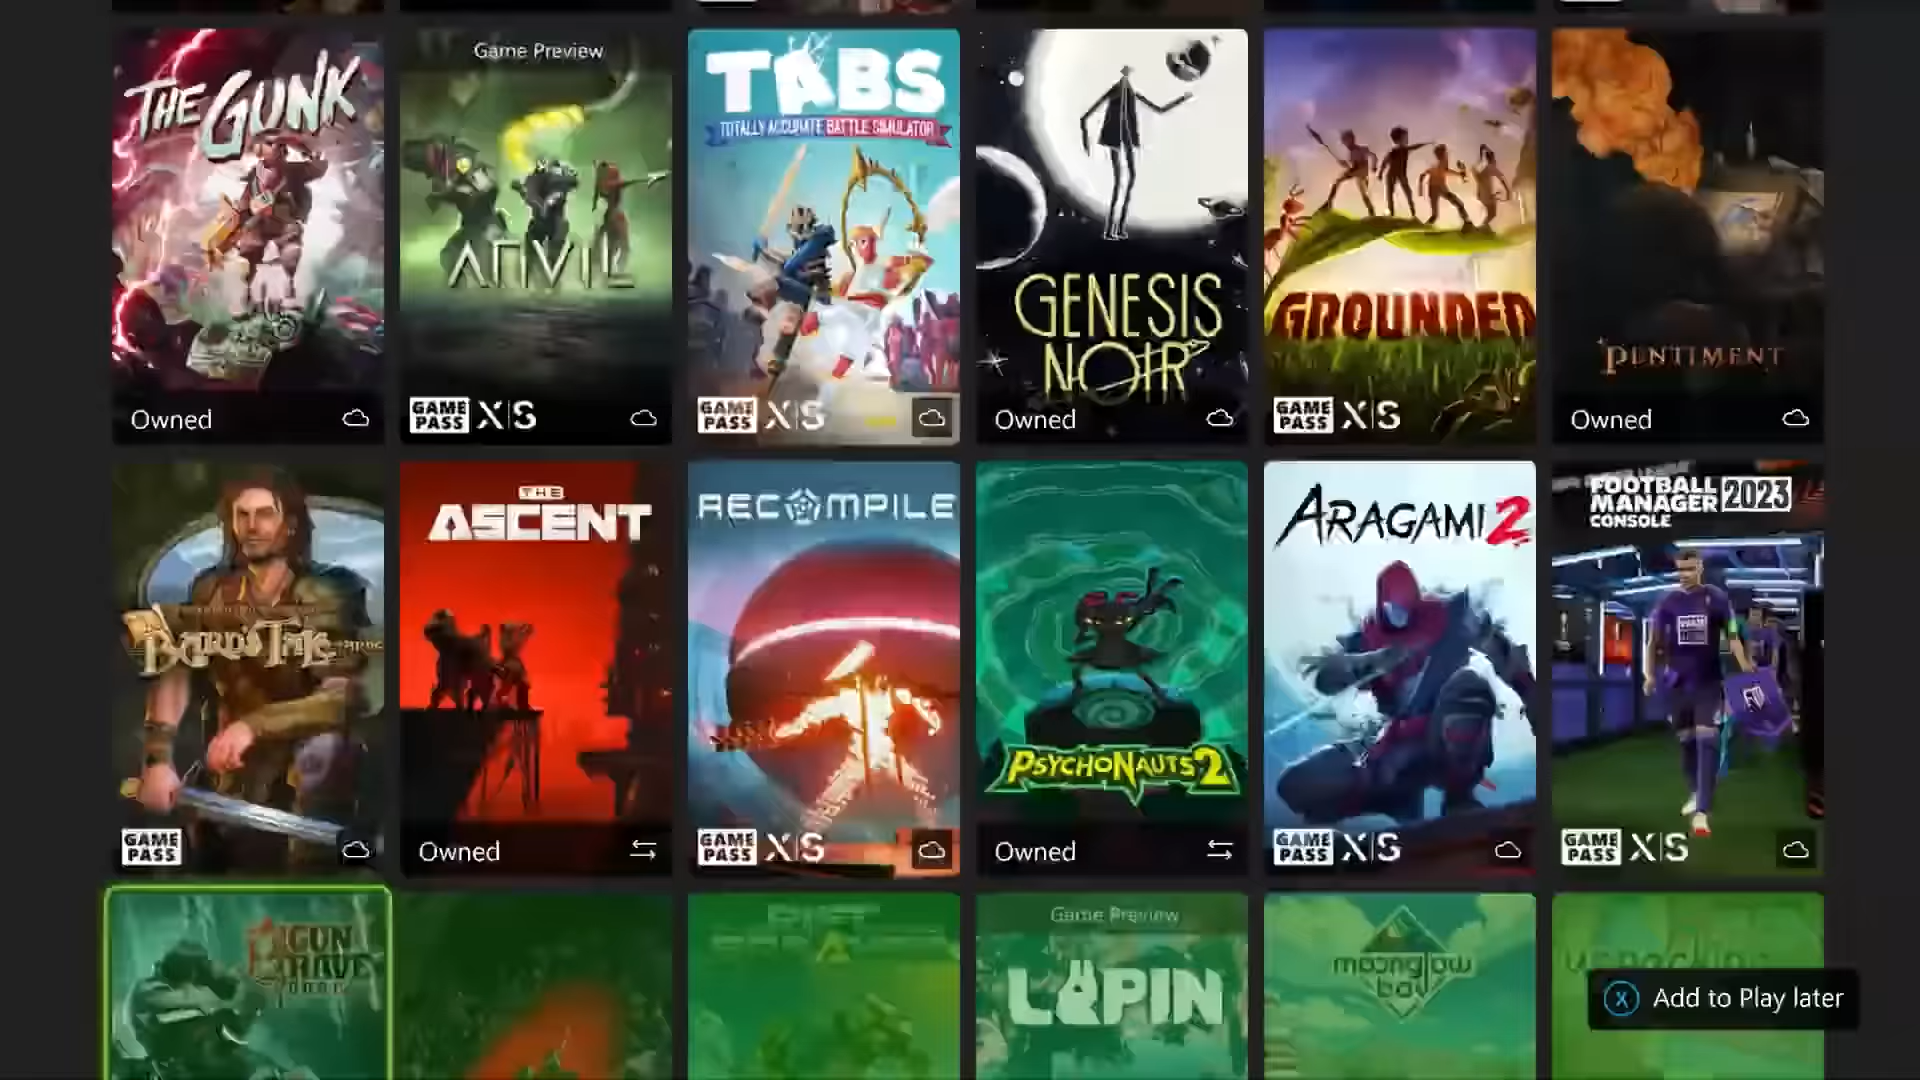 THE GUNK
Owned
Game Preview
ANVIL
GAME PASS X|S
TABS
TOTALLY ACCURATE BATTLE SIMULATOR
GAME PASS X|S
GENESIS
NOIR
Owned
GROUNDED
GAME PASS X|S
PENTIMENT
Owned
Bard's Tale
GAME PASS
THE
ASCENT
Owned
RECOMPILE
GAME PASS X|S
PSYCHONAUTS 2
Owned
ARAGAMI 2
GAME PASS X|S
FOOTBALL
MANAGER 2023
CONSOLE
GAME PASS X|S
GUN
GRAVE
Game Preview
LAPIN
moonglow
bay
X Add to Play later